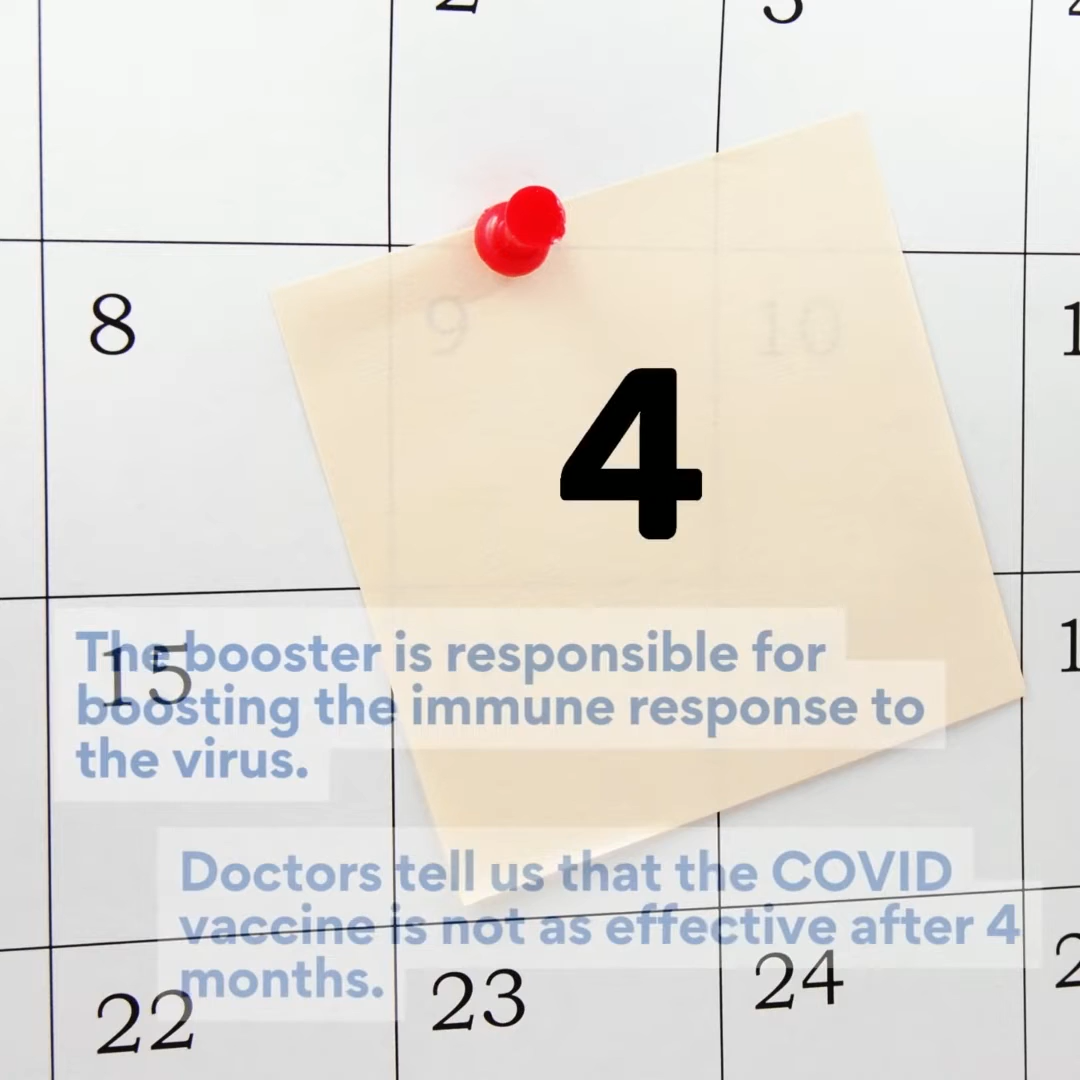 2
3
8
9
10
4
15
The booster is responsible for
boosting the immune response to
the virus.
Doctors tell us that the COVID
vaccine is not as effective after 4
months.
22
23
24